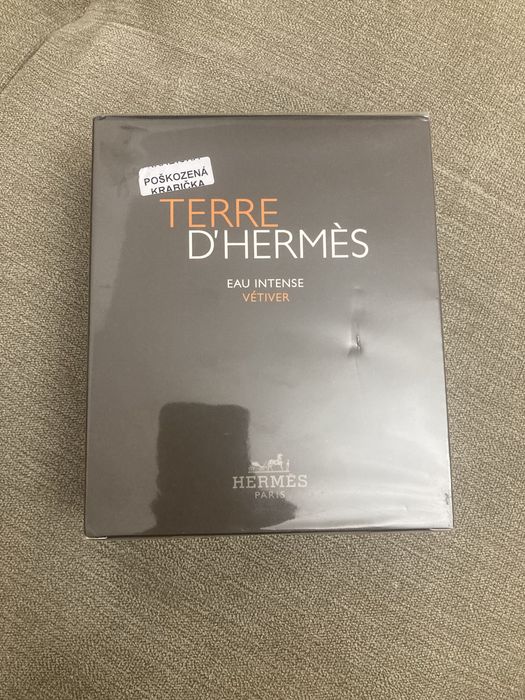 POŠKOZENÁ
KRABIČKA
TERRE
D'HERMÈS
EAU INTENSE
VÉTIVER
HERMÈS
PARIS